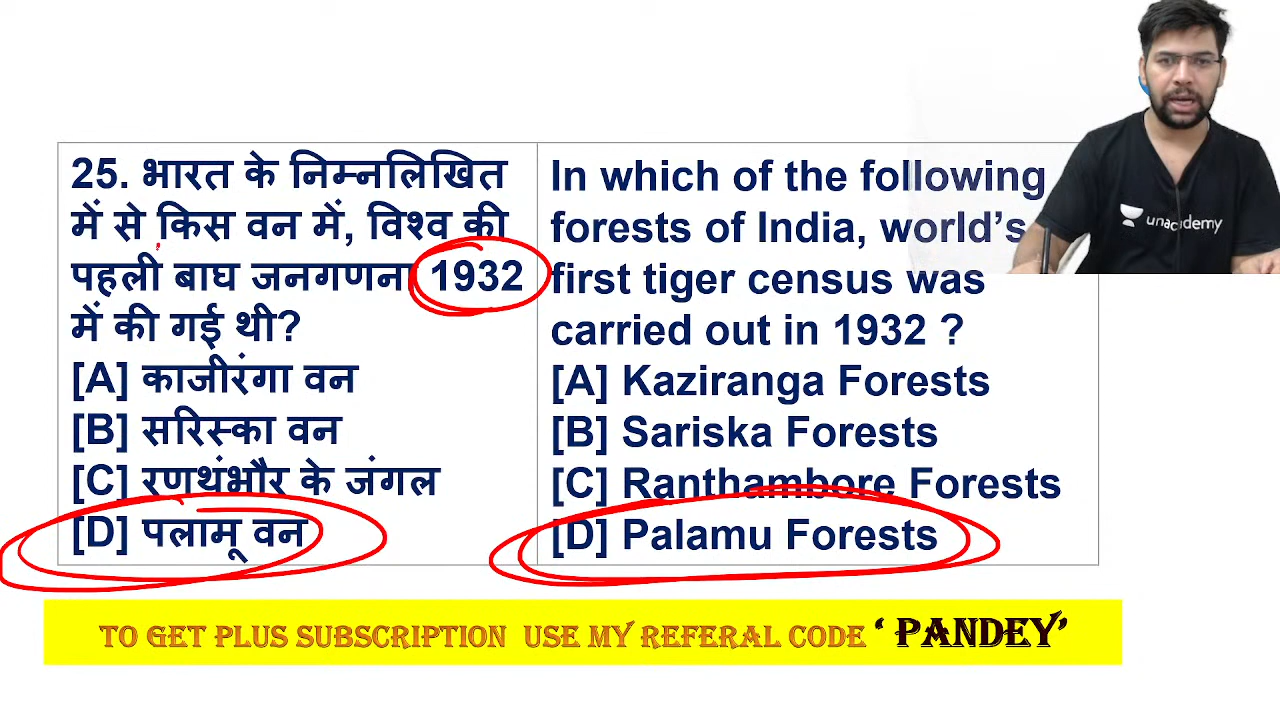 25. भारत के निम्नलिखित
में से किस वन में, विश्व की
पहली बाघ जनगणना 1932
में की गई थी?
[A] काजीरंगा वन
[B] सरिस्का वन
[C] रणथंभौर के जंगल
[D] पलामू वन
In which of the following
forests of India, world’s
first tiger census was
carried out in 1932 ?
[A] Kaziranga Forests
[B] Sariska Forests
[C] Ranthambore Forests
[D] Palamu Forests
unacademy
TO GET PLUS SUBSCRIPTION USE MY REFERAL CODE ‘ PANDEY’